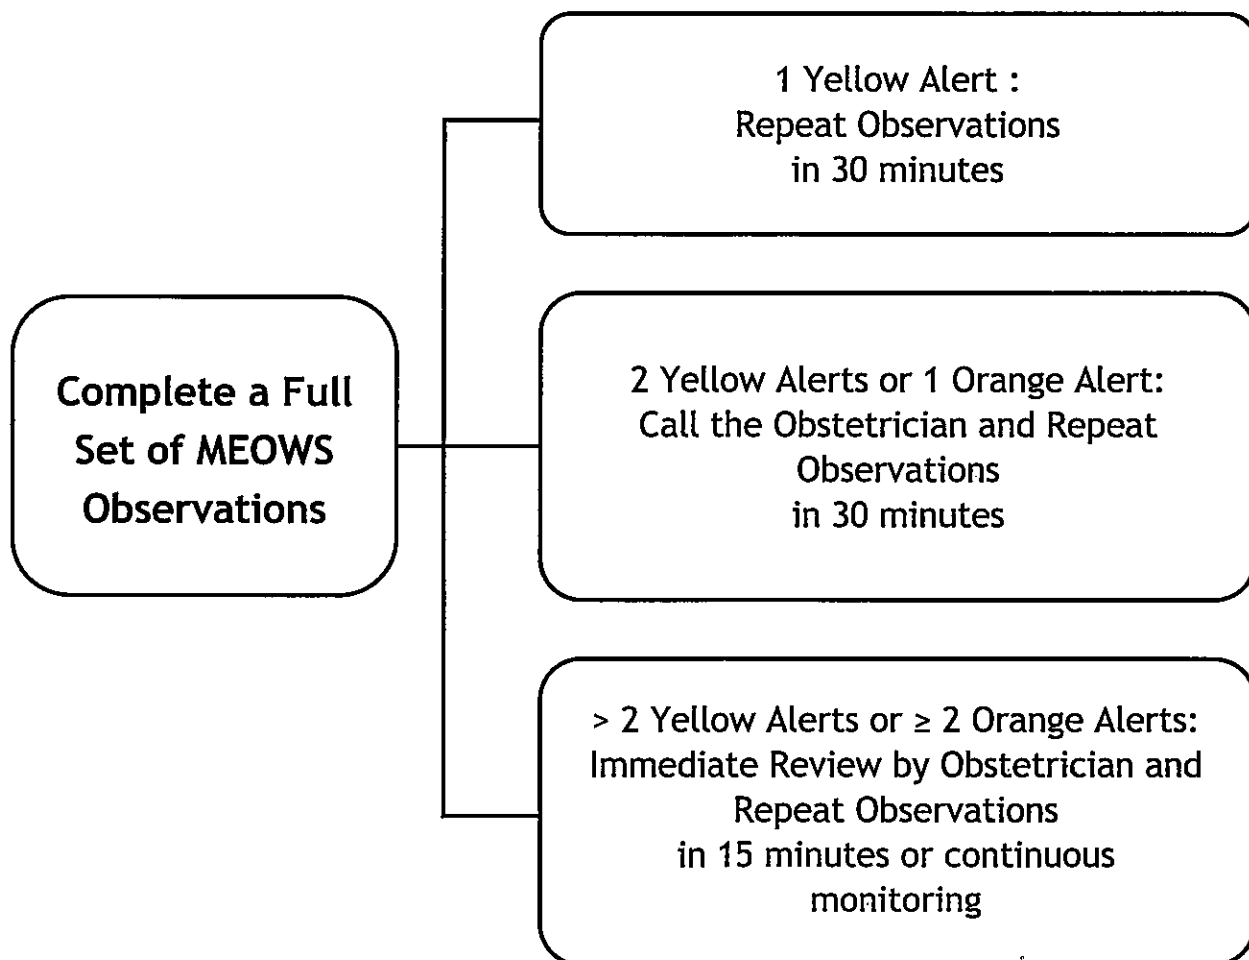 Complete a Full
Set of MEOWS
Observations
1 Yellow Alert :
Repeat Observations
in 30 minutes
2 Yellow Alerts or 1 Orange Alert:
Call the Obstetrician and Repeat
Observations
in 30 minutes
> 2 Yellow Alerts or ≥ 2 Orange Alerts:
Immediate Review by Obstetrician and
Repeat Observations
in 15 minutes or continuous
monitoring